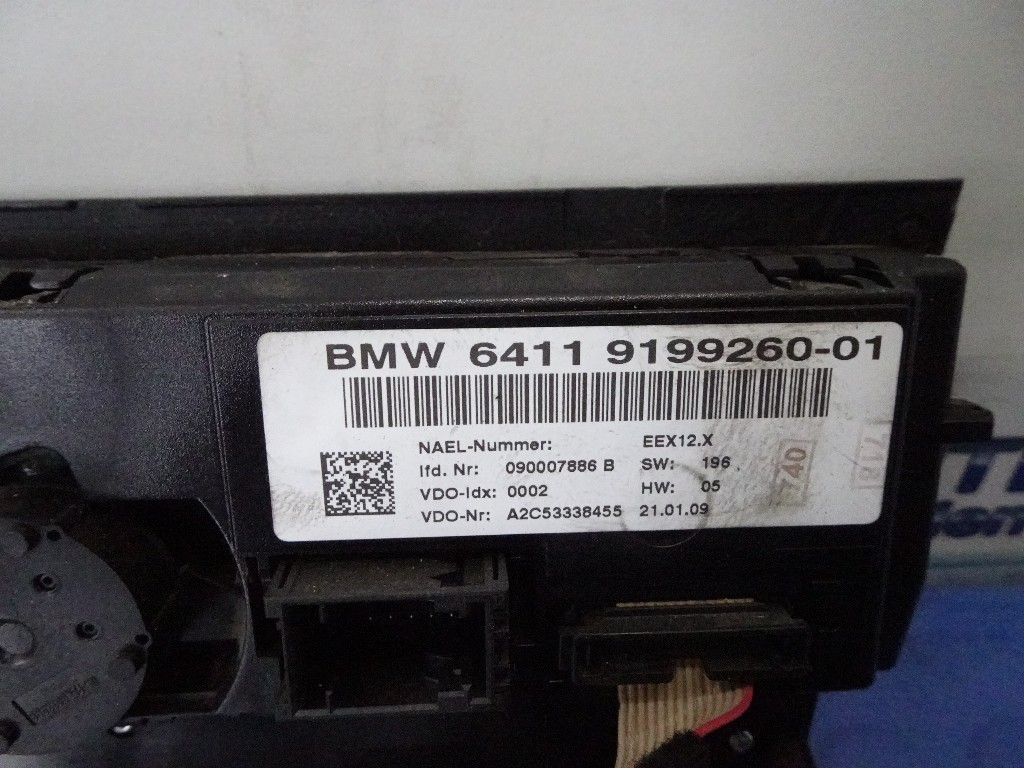 BMW 6411 9199260-01
NAEL-Nummer: EEX12.X
lfd. Nr: 090007886 B SW: 196
VDO-Idx: 0002 HW: 05
VDO-Nr: A2C53338455 21.01.09
740